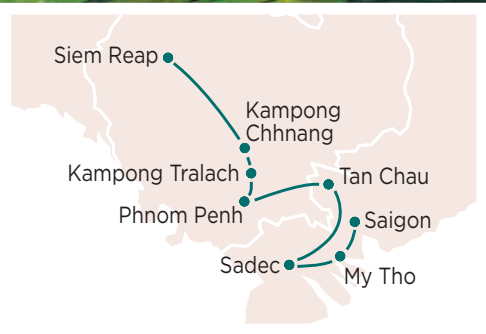 Siem Reap
Kampong
Chhnang
Kampong Tralach
Tan Chau
Phnom Penh
Saigon
Sadec
My Tho